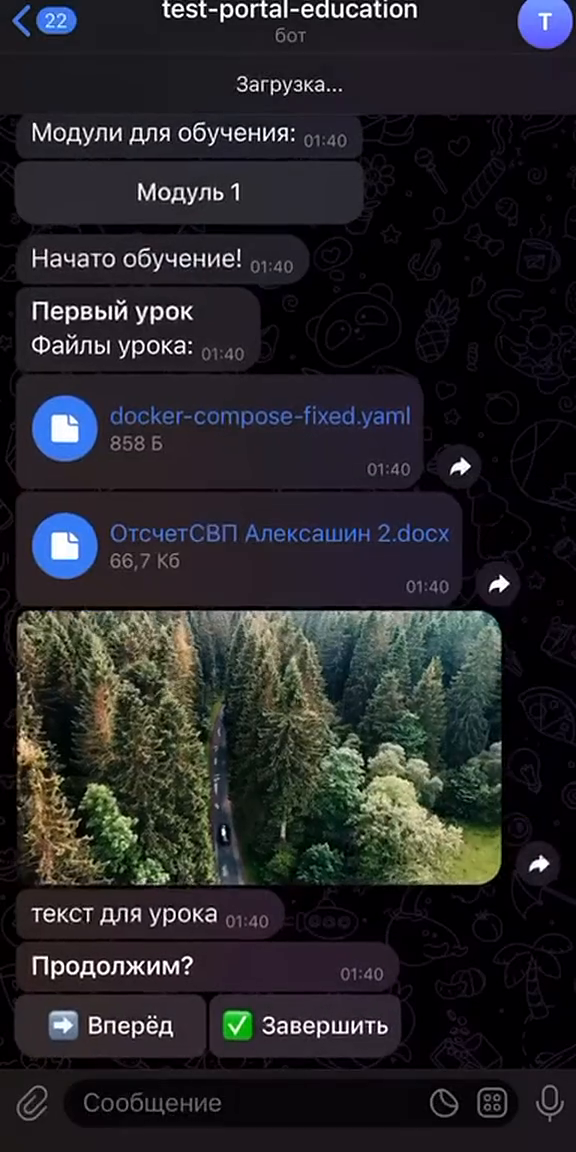 22
test-portal-education
бот
T
Загрузка...
Модули для обучения: 01:40
Модуль 1
Начато обучение! 01:40
Первый урок
Файлы урока: 01:40
docker-compose-fixed.yaml
858 Б
01:40
ОтсчетСВП Алексашин 2.docx
66,7 Кб
01:40
текст для урока 01:40
Продолжим? 01:40
Вперёд
Завершить
Сообщение